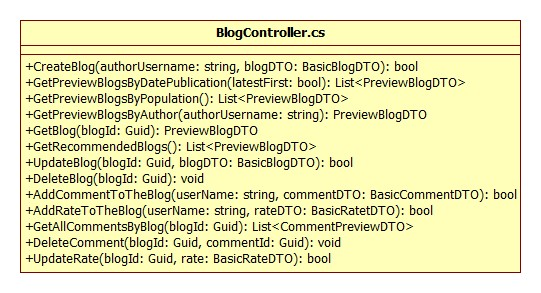 BlogController.cs
+CreateBlog(authorUsername: string, blogDTO: BasicBlogDTO): bool
+GetPreviewBlogsByDatePublication(latestFirst: bool): List<PreviewBlogDTO>
+GetPreviewBlogsByPopulation(): List<PreviewBlogDTO>
+GetPreviewBlogsByAuthor(authorUsername: string): PreviewBlogDTO
+GetBlog(blogId: Guid): PreviewBlogDTO
+GetRecommendedBlogs(): List<PreviewBlogDTO>
+UpdateBlog(blogId: Guid, blogDTO: BasicBlogDTO): bool
+DeleteBlog(blogId: Guid): void
+AddCommentToTheBlog(userName: string, commentDTO: BasicCommentDTO): bool
+AddRateToTheBlog(userName: string, rateDTO: BasicRatetDTO): bool
+GetAllCommentsByBlog(blogId: Guid): List<CommentPreviewDTO>
+DeleteComment(blogId: Guid, commentId: Guid): void
+UpdateRate(blogId: Guid, rate: BasicRateDTO): bool